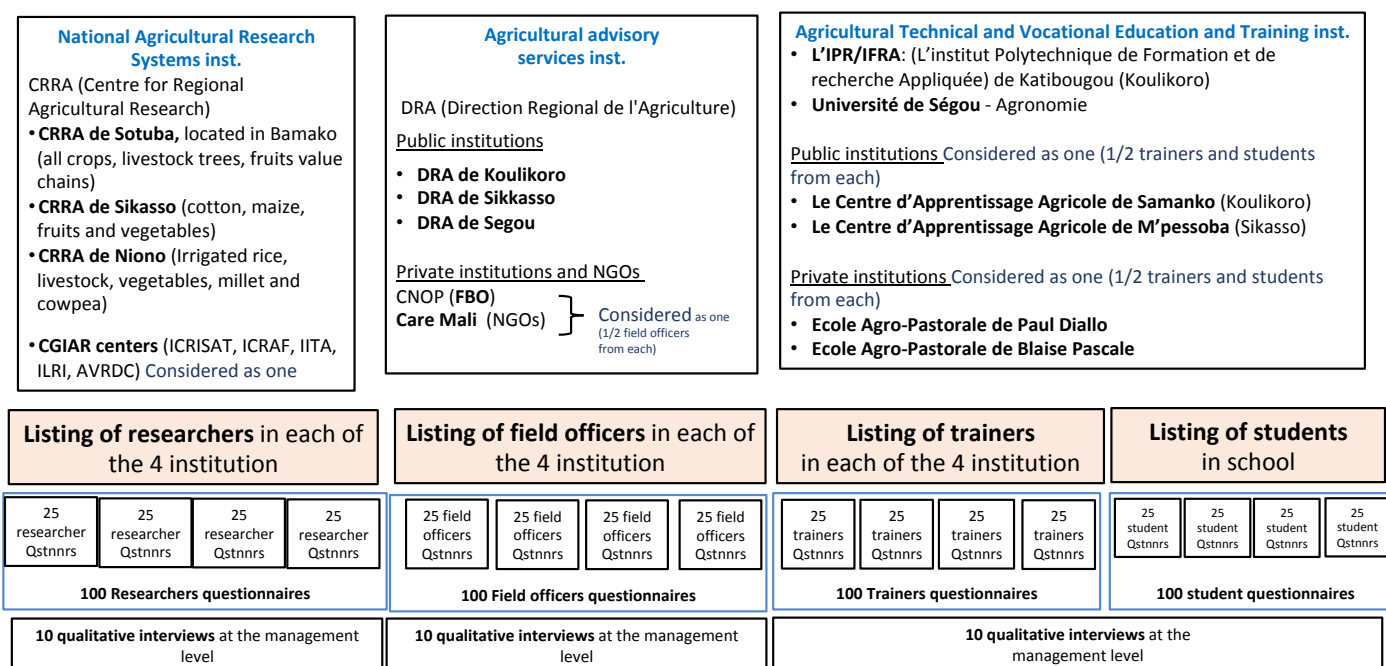 National Agricultural Research
Systems inst.
CRRA (Centre for Regional
Agricultural Research)
• CRRA de Sotuba, located in Bamako
(all crops, livestock trees, fruits value
chains)
• CRRA de Sikasso (cotton, maize,
fruits and vegetables)
• CRRA de Niono (Irrigated rice,
livestock, vegetables, millet and
cowpea)
• CGIAR centers (ICRISAT, ICRAF, IITA,
ILRI, AVRDC) Considered as one
Agricultural advisory
services inst.
DRA (Direction Regional de l'Agriculture)
Public institutions
• DRA de Koulikoro
• DRA de Sikkasso
• DRA de Segou
Private institutions and NGOs
CNOP (FBO)
Care Mali (NGOs)
Considered as one
(1/2 field officers
from each)
Agricultural Technical and Vocational Education and Training inst.
• L'IPR/IFRA: (L'institut Polytechnique de Formation et de
recherche Appliquée) de Katibougou (Koulikoro)
• Université de Ségou - Agronomie
Public institutions Considered as one (1/2 trainers and students
from each)
• Le Centre d'Apprentissage Agricole de Samanko (Koulikoro)
• Le Centre d'Apprentissage Agricole de M'pessoba (Sikasso)
Private institutions Considered as one (1/2 trainers and students
from each)
• Ecole Agro-Pastorale de Paul Diallo
• Ecole Agro-Pastorale de Blaise Pascale
Listing of researchers in each of
the 4 institution
Listing of field officers in each of
the 4 institution
Listing of trainers
in each of the 4 institution
Listing of students
in school
25
researcher
Qstnnrs
25
researcher
Qstnnrs
25
researcher
Qstnnrs
25
researcher
Qstnnrs
100 Researchers questionnaires
25 field
officers
Qstnnrs
25 field
officers
Qstnnrs
25 field
officers
Qstnnrs
25 field
officers
Qstnnrs
100 Field officers questionnaires
25
trainers
Qstnnrs
25
trainers
Qstnnrs
25
trainers
Qstnnrs
25
trainers
Qstnnrs
100 Trainers questionnaires
25
student
Qstnnrs
25
student
Qstnnrs
25
student
Qstnnrs
25
student
Qstnnrs
100 student questionnaires
10 qualitative interviews at the management
level
10 qualitative interviews at the management
level
10 qualitative interviews at the
management level